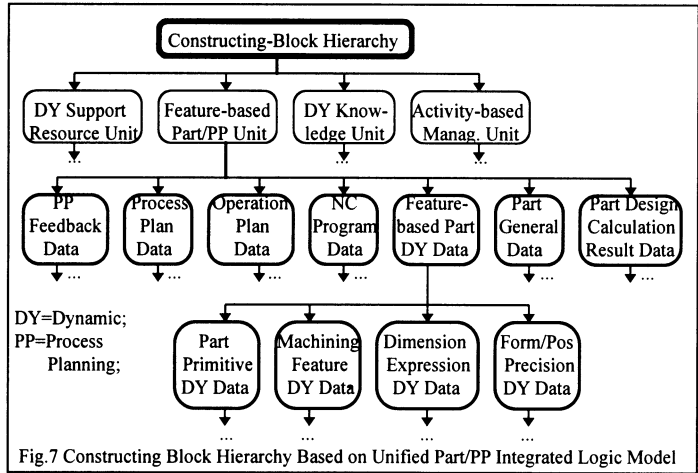 Constructing-Block Hierarchy
DY Support
Resource Unit
Feature-based
Part/PP Unit
DY Know-
ledge Unit
Activity-based
Manag. Unit
...
...
...
PP
Feedback
Data
Process
Plan
Data
Operation
Plan
Data
NC
Program
Data
Feature-
based Part
DY Data
Part
General
Data
Part Design
Calculation
Result Data
...
...
...
...
...
...
DY=Dynamic;
PP=Process
Planning;
Part
Primitive
DY Data
Machining
Feature
DY Data
Dimension
Expression
DY Data
Form/Pos
Precision
DY Data
...
...
...
...
Fig.7 Constructing Block Hierarchy Based on Unified Part/PP Integrated Logic Model